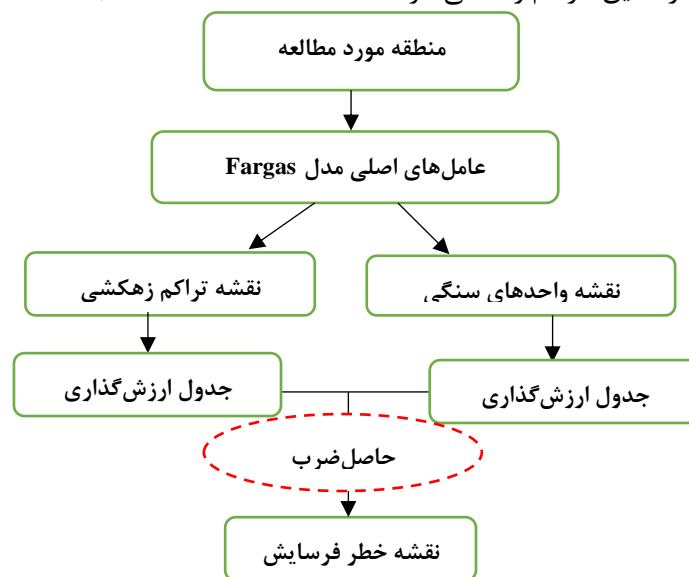 منطقه مورد مطالعه
عامل‌های اصلی مدل Fargas
نقشه واحدهای سنگی
نقشه تراکم زهکشی
جدول ارزش‌گذاری
جدول ارزش‌گذاری
حاصل‌ضرب
نقشه خطر فرسایش